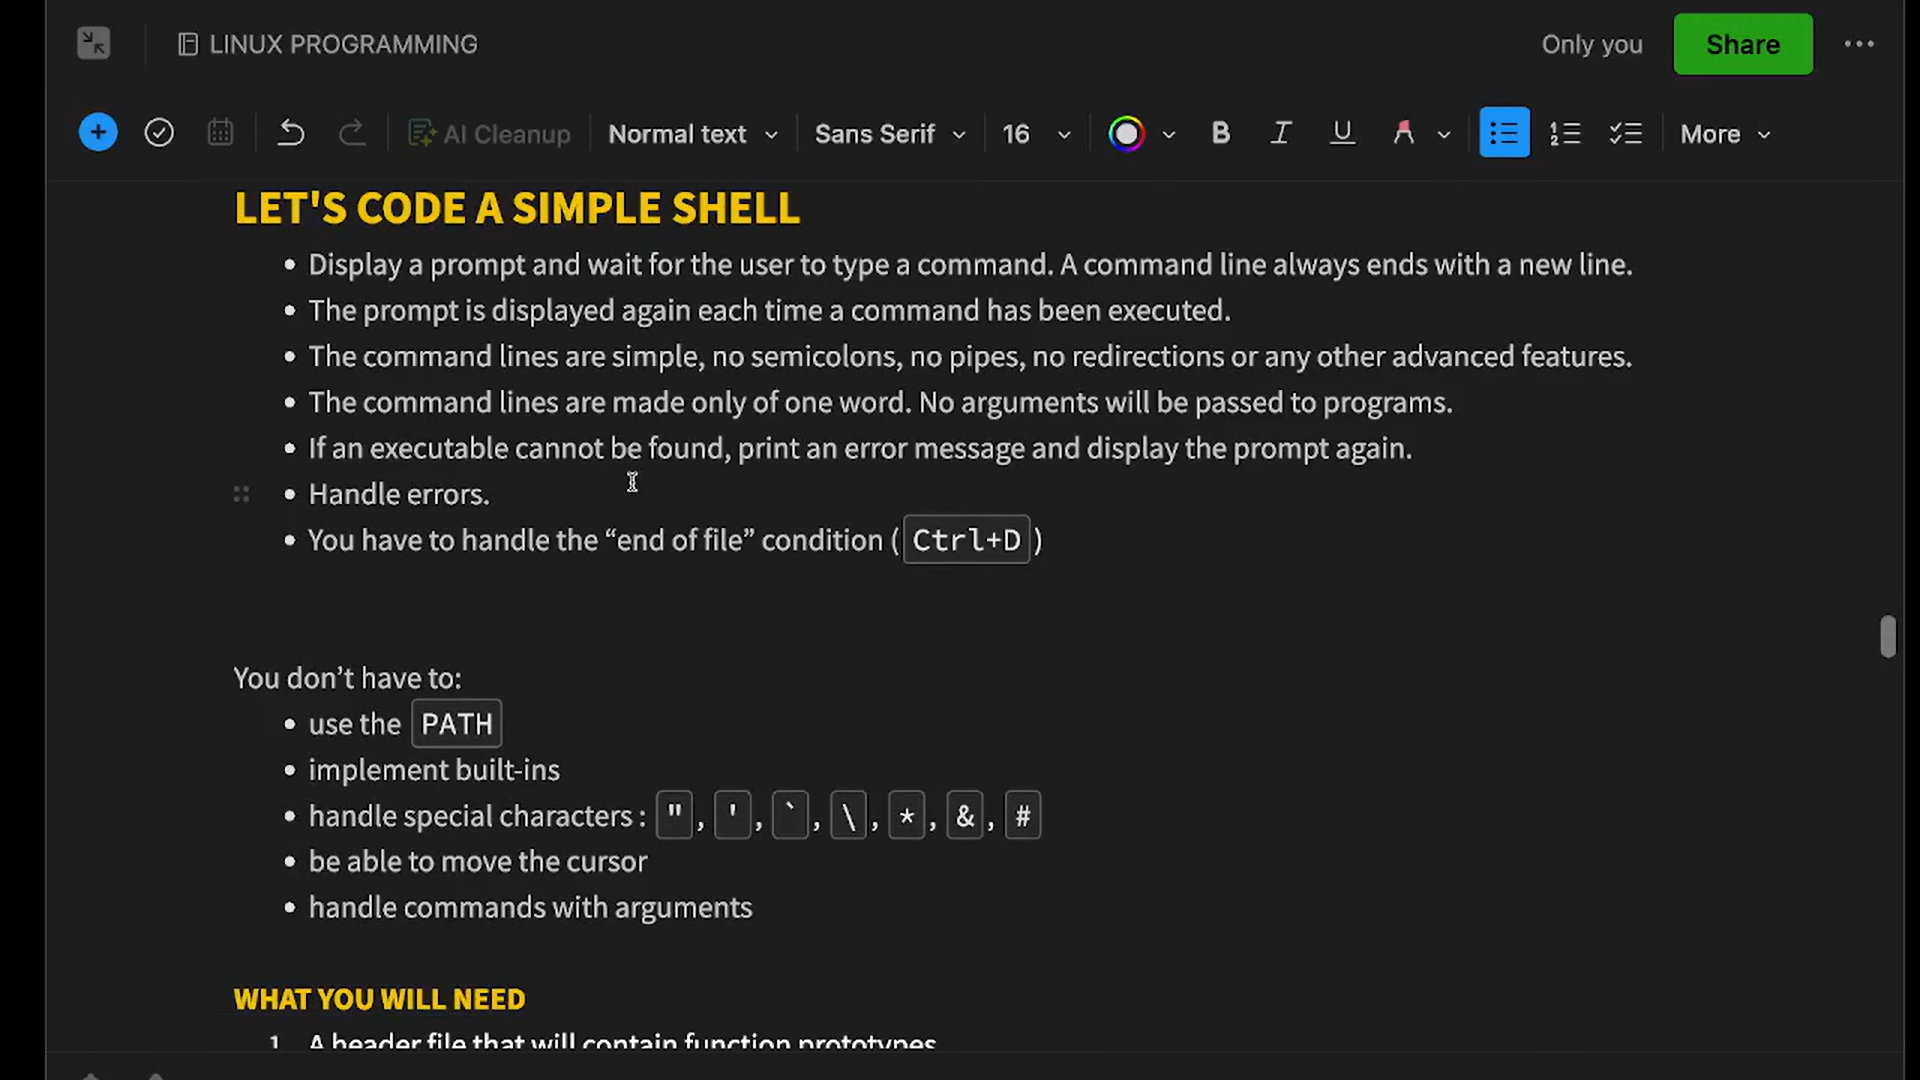 LINUX PROGRAMMING
Only you
Share
AI Cleanup
Normal text
Sans Serif
16
B
I
U
A
More
LET'S CODE A SIMPLE SHELL
• Display a prompt and wait for the user to type a command. A command line always ends with a new line.
• The prompt is displayed again each time a command has been executed.
• The command lines are simple, no semicolons, no pipes, no redirections or any other advanced features.
• The command lines are made only of one word. No arguments will be passed to programs.
• If an executable cannot be found, print an error message and display the prompt again.
• Handle errors.
• You have to handle the “end of file” condition ( Ctrl+D )
You don’t have to:
• use the PATH
• implement built-ins
• handle special characters : " , ' , ` , \ , * , & , #
• be able to move the cursor
• handle commands with arguments
WHAT YOU WILL NEED
1 A header file that will contain function prototypes